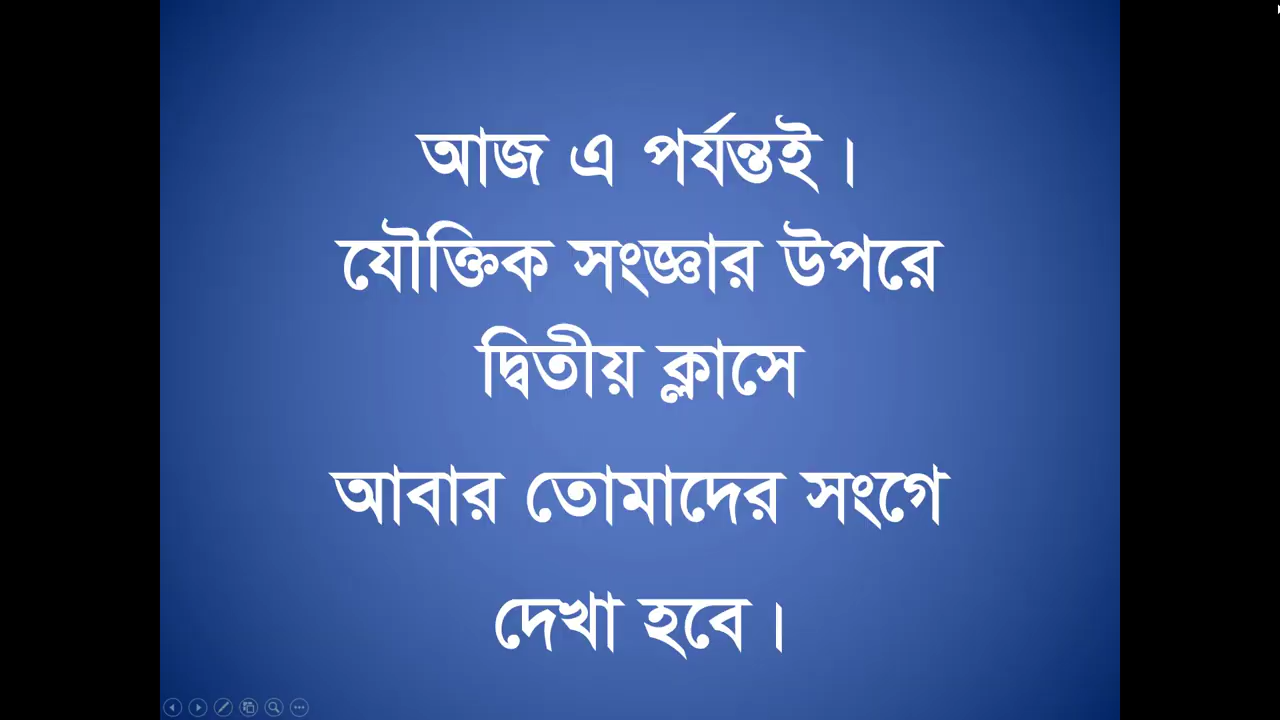 আজ এ পর্যন্তই।
যৌক্তিক সংজ্ঞার উপরে
দ্বিতীয় ক্লাসে
আবার তোমাদের সংগে
দেখা হবে।